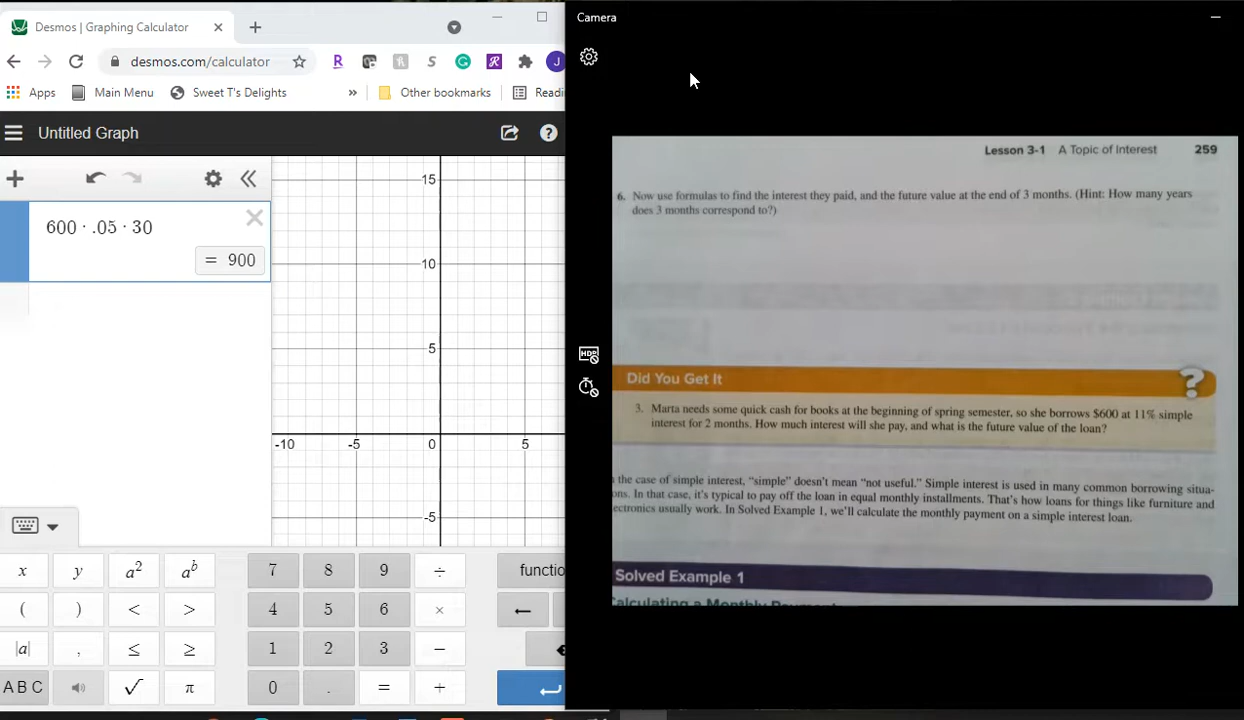 Desmos | Graphing Calculator
desmos.com/calculator
Apps Main Menu Sweet T's Delights » Other bookmarks
Untitled Graph
600 · .05 · 30
= 900
15
10
5
-10 -5 0 5
-5
x y a² aᵇ 7 8 9 ÷
( ) < > 4 5 6 ×
|a| , ≤ ≥ 1 2 3 −
A B C √ π 0 . = +
Camera
HDR
Lesson 3-1 A Topic of Interest 259
6. Now use formulas to find the interest they paid, and the future value at the end of 3 months. (Hint: How many years
does 3 months correspond to?)
Did You Get It ?
3. Marta needs some quick cash for books at the beginning of spring semester, so she borrows $600 at 11% simple
interest for 2 months. How much interest will she pay, and what is the future value of the loan?
the case of simple interest, "simple" doesn't mean "not useful." Simple interest is used in many common borrowing situa-
ons. In that case, it's typical to pay off the loan in equal monthly installments. That's how loans for things like furniture and
ectronics usually work. In Solved Example 1, we'll calculate the monthly payment on a simple interest loan.
Solved Example 1
Calculating a Monthly